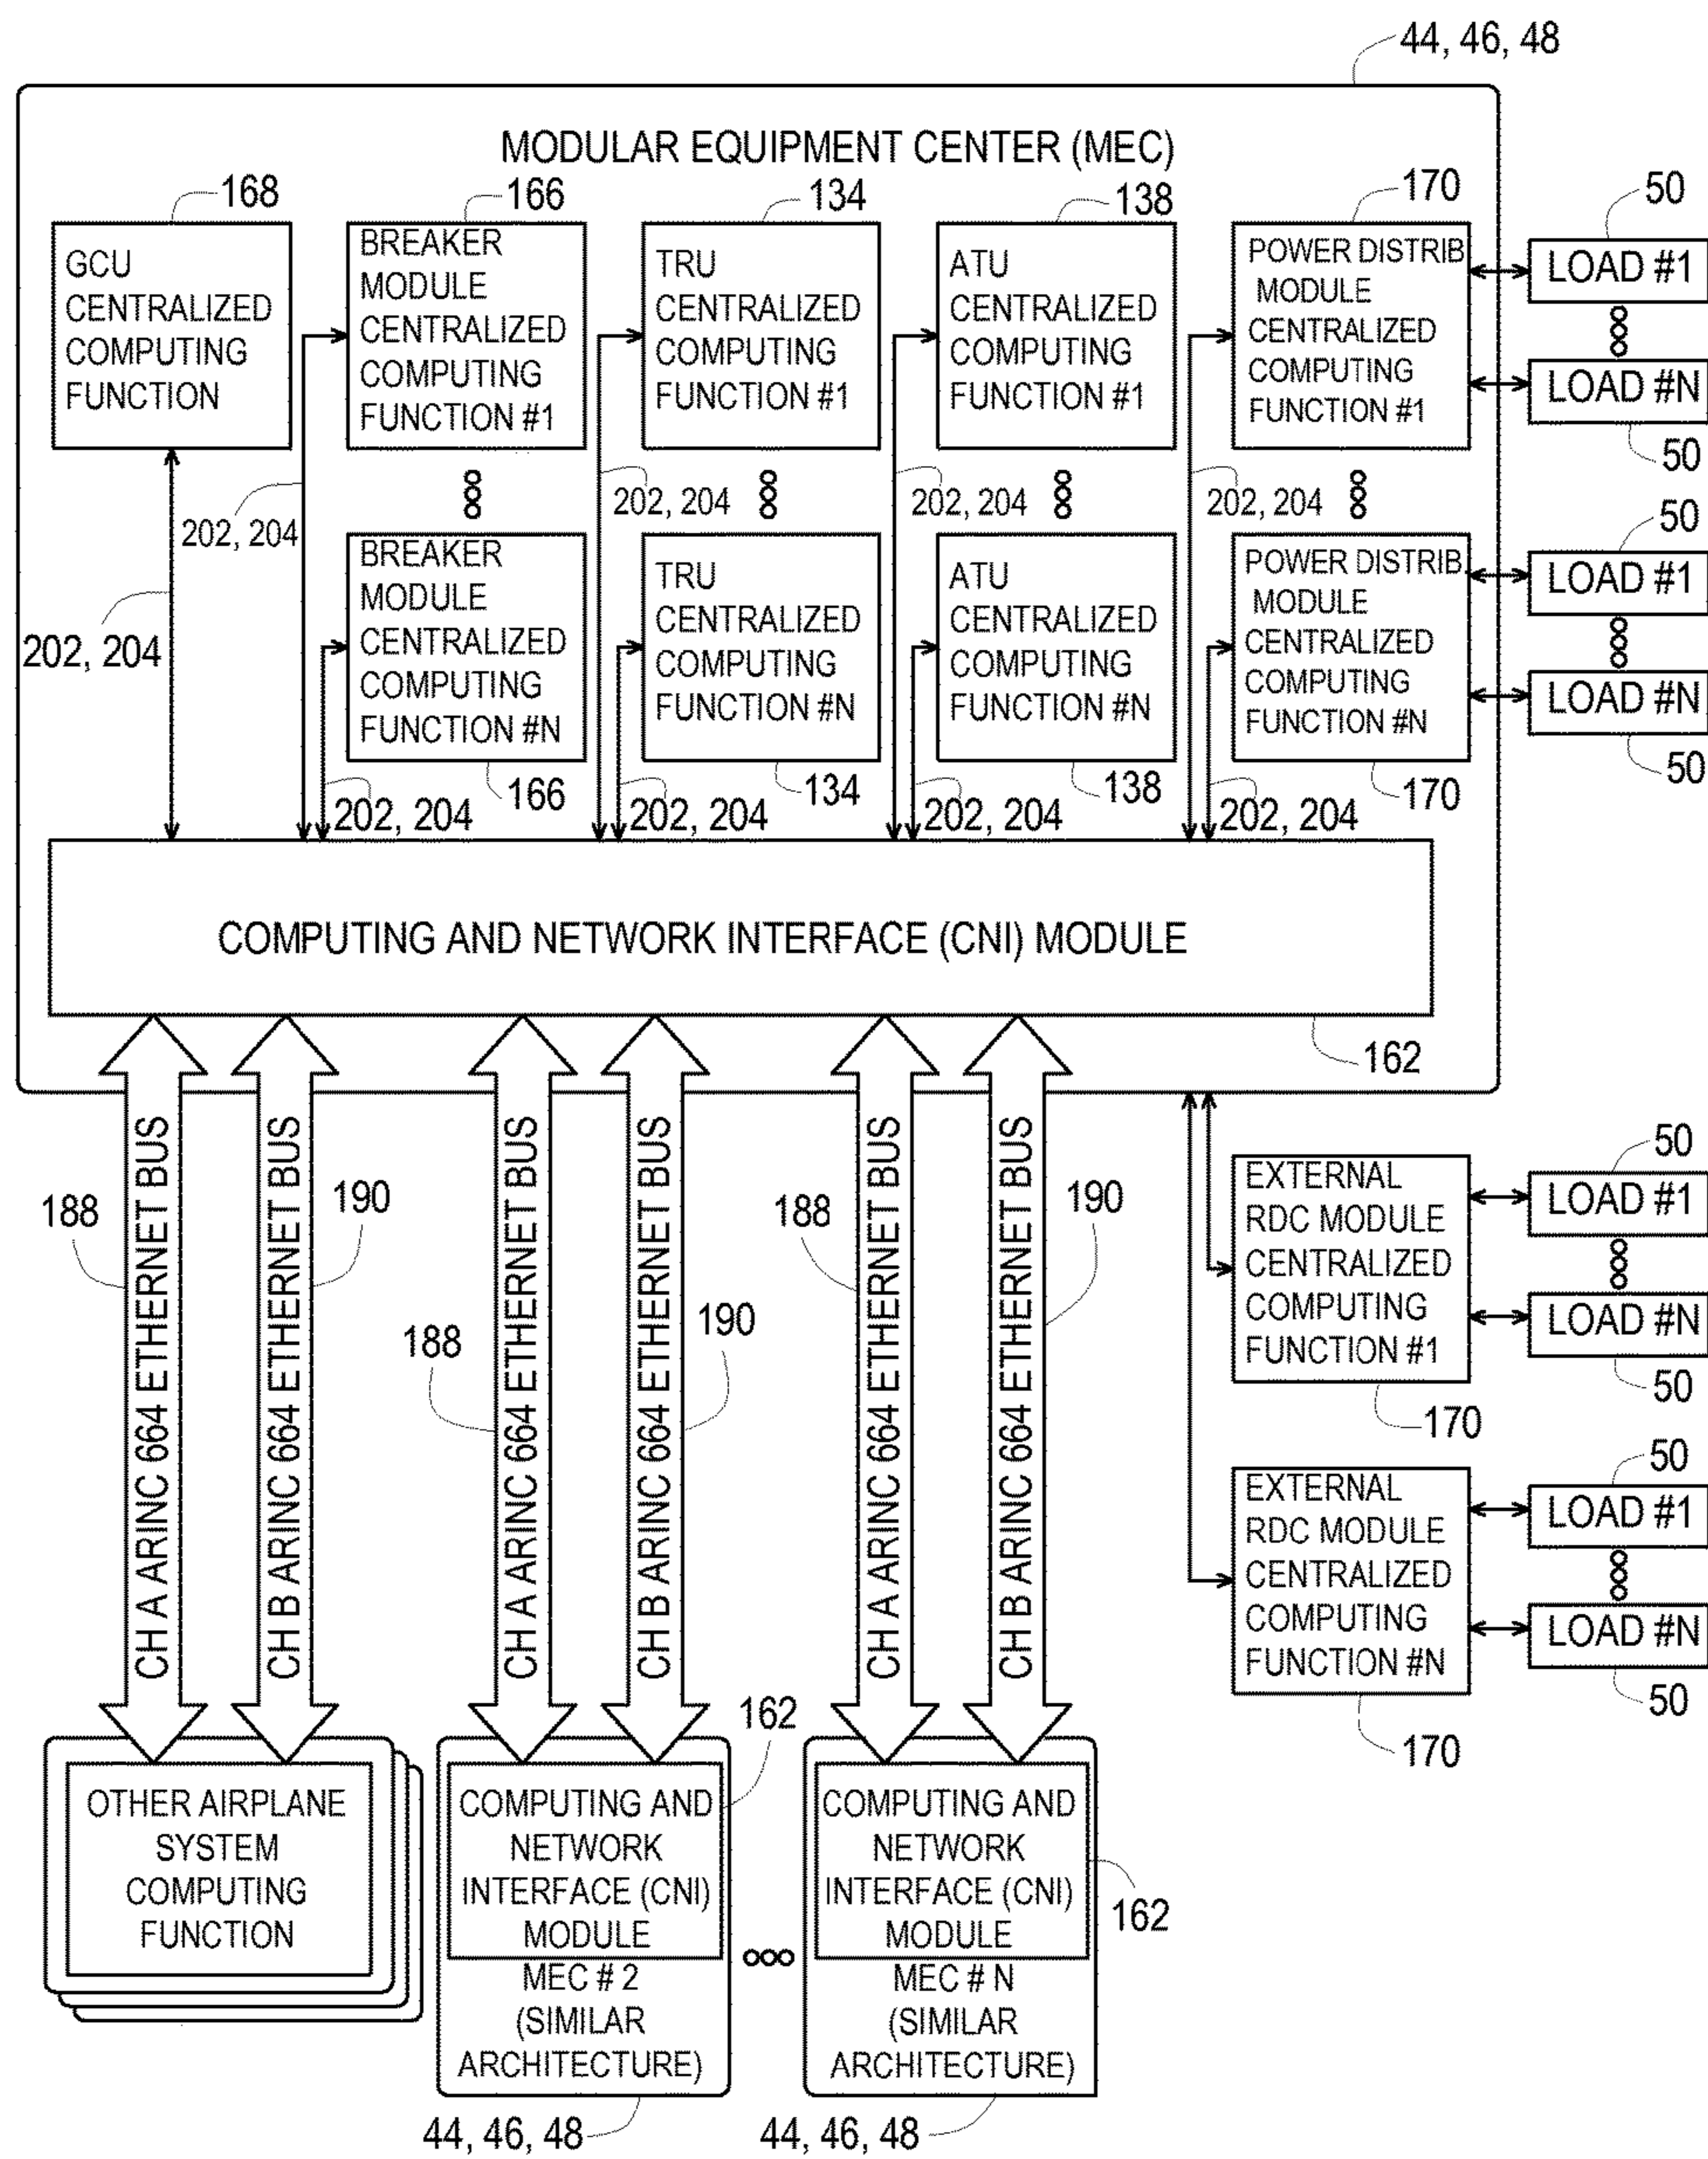 44, 46, 48
MODULAR EQUIPMENT CENTER (MEC)
168
166
134
138
170
50
GCU
CENTRALIZED
COMPUTING
FUNCTION
BREAKER
MODULE
CENTRALIZED
COMPUTING
FUNCTION #1
TRU
CENTRALIZED
COMPUTING
FUNCTION #1
ATU
CENTRALIZED
COMPUTING
FUNCTION #1
POWER DISTRIB
MODULE
CENTRALIZED
COMPUTING
FUNCTION #1
LOAD #1
LOAD #N
50
202, 204
202, 204
202, 204
202, 204
202, 204
BREAKER
MODULE
CENTRALIZED
COMPUTING
FUNCTION #N
TRU
CENTRALIZED
COMPUTING
FUNCTION #N
ATU
CENTRALIZED
COMPUTING
FUNCTION #N
POWER DISTRIB.
MODULE
CENTRALIZED
COMPUTING
FUNCTION #N
50
LOAD #1
LOAD #N
50
166
134
138
170
202, 204
202, 204
202, 204
202, 204
COMPUTING AND NETWORK INTERFACE (CNI) MODULE
162
CH A ARINC 664 ETHERNET BUS
CH B ARINC 664 ETHERNET BUS
CH A ARINC 664 ETHERNET BUS
CH B ARINC 664 ETHERNET BUS
CH A ARINC 664 ETHERNET BUS
CH B ARINC 664 ETHERNET BUS
188
190
188
190
188
190
EXTERNAL
RDC MODULE
CENTRALIZED
COMPUTING
FUNCTION #1
170
50
LOAD #1
LOAD #N
50
EXTERNAL
RDC MODULE
CENTRALIZED
COMPUTING
FUNCTION #N
170
50
LOAD #1
LOAD #N
50
OTHER AIRPLANE
SYSTEM
COMPUTING
FUNCTION
162
COMPUTING AND
NETWORK
INTERFACE (CNI)
MODULE
MEC # 2
(SIMILAR
ARCHITECTURE)
44, 46, 48
COMPUTING AND
NETWORK
INTERFACE (CNI)
MODULE
162
MEC # N
(SIMILAR
ARCHITECTURE)
44, 46, 48